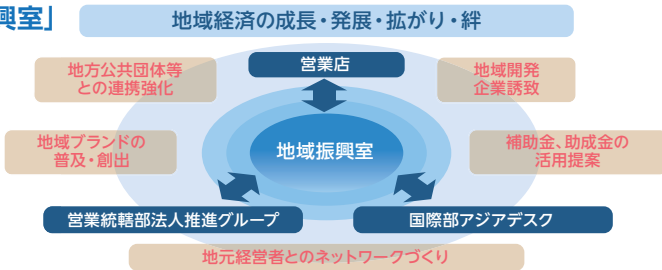 興室」
地域経済の成長・発展・拡がり・絆
営業店
地方公共団体等
との連携強化
地域開発
企業誘致
地域ブランドの
普及・創出
地域振興室
補助金、助成金の
活用提案
営業統轄部法人推進グループ
国際部アジアデスク
地元経営者とのネットワークづくり